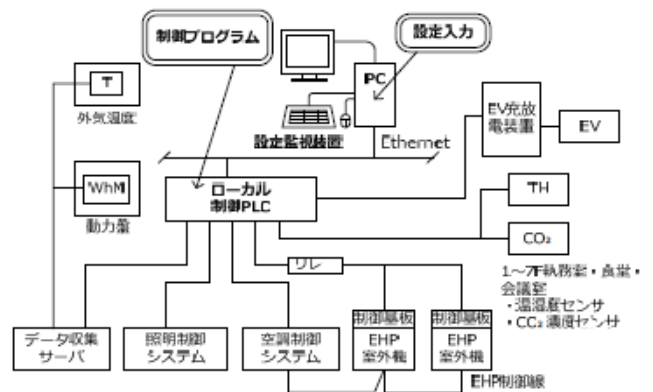 制御プログラム
設定入力
PC
T
外気温度
設定監視装置
Ethernet
EV充放
電装置
EV
WhM
動力盤
ローカル
制御PLC
TH
CO₂
リレー
1～7F執務室・食堂・
会議室
・温湿度センサ
・CO₂濃度センサ
データ収集
サーバ
照明制御
システム
空調制御
システム
制御基板
EHP
室外機
制御基板
EHP
室外機
EHP制御線